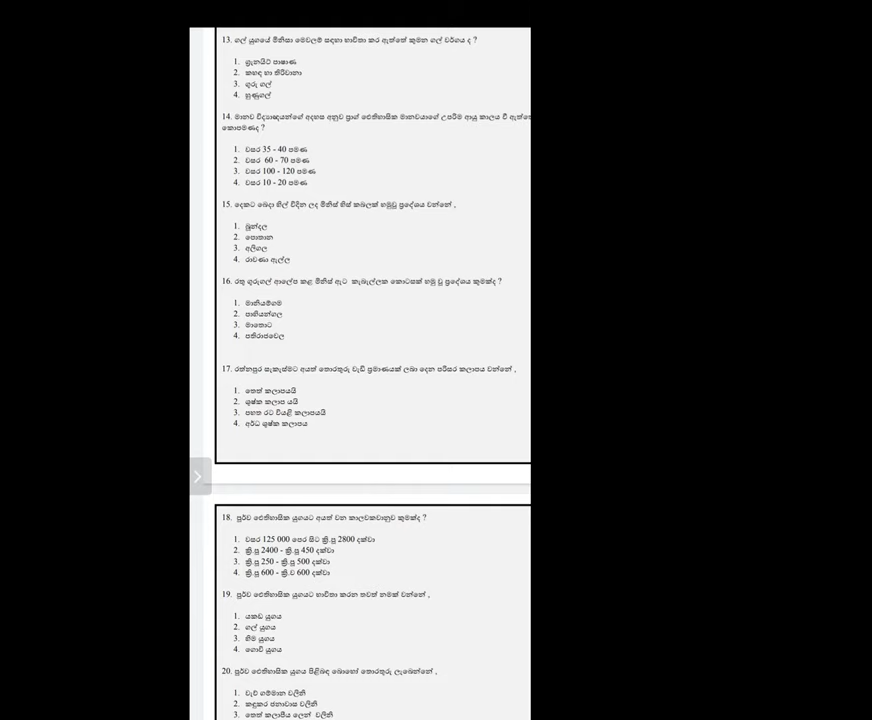 13. ගල් යුගයේ මිනිසා මෙවලම් සඳහා භාවිතා කර ඇත්තේ කුමන ගල් වර්ගය ද ?
1. ග්‍රැනයිට් පාෂාණ
2. කහඳ හා තිරිවානා
3. ගුරු ගල්
4. හුණුගල්
14. මානව විද්‍යාඥයන්ගේ අදහස අනුව ප්‍රාග් ඓතිහාසික මානවයාගේ උපරිම ආයු කාලය වී ඇත්තේ
කොපමණද ?
1. වසර 35 - 40 පමණ
2. වසර 60 - 70 පමණ
3. වසර 100 - 120 පමණ
4. වසර 10 - 20 පමණ
15. දෙකට බෙදා හිල් විදින ලද මිනිස් හිස් කබලක් හමුවූ ප්‍රදේශය වන්නේ ,
1. බූන්දල
2. පොතාන
3. අලිගල
4. රාවණා ඇල්ල
16. රතු ගුරුගල් ආලේප කළ මිනිස් ඇට කැබැල්ලක කොටසක් හමු වූ ප්‍රදේශය කුමක්ද ?
1. මානියම්ගම
2. පාහියන්ගල
3. මාතොට
4. පතිරාජවෙල
17. රත්නපුර සැකැස්මට අයත් තොරතුරු වැඩි ප්‍රමාණයක් ලබා දෙන පරිසර කලාපය වන්නේ ,
1. තෙත් කලාපයයි
2. ශුෂ්ක කලාප යයි
3. පහත රට වියළි කලාපයයි
4. අර්ධ ශුෂ්ක කලාපය
18. පූර්ව ඓතිහාසික යුගයට අයත් වන කාලවකවානුව කුමක්ද ?
1. වසර 125 000 පෙර සිට ක්‍රි.පූ 2800 දක්වා
2. ක්‍රි.පූ 2400 - ක්‍රි.පූ 450 දක්වා
3. ක්‍රි.පූ 250 - ක්‍රි.පූ 500 දක්වා
4. ක්‍රි.පූ 600 - ක්‍රි.ව 600 දක්වා
19. පූර්ව ඓතිහාසික යුගයට භාවිතා කරන තවත් නමක් වන්නේ ,
1. යකඩ යුගය
2. ගල් යුගය
3. හිම යුගය
4. ගොවි යුගය
20. පූර්ව ඓතිහාසික යුගය පිළිබඳ බොහෝ තොරතුරු ලැබෙන්නේ ,
1. වැව් ගම්මාන වලිනි
2. කඳුකර ජනාවාස වලිනි
3. තෙත් කලාපීය ලෙන් වලිනි